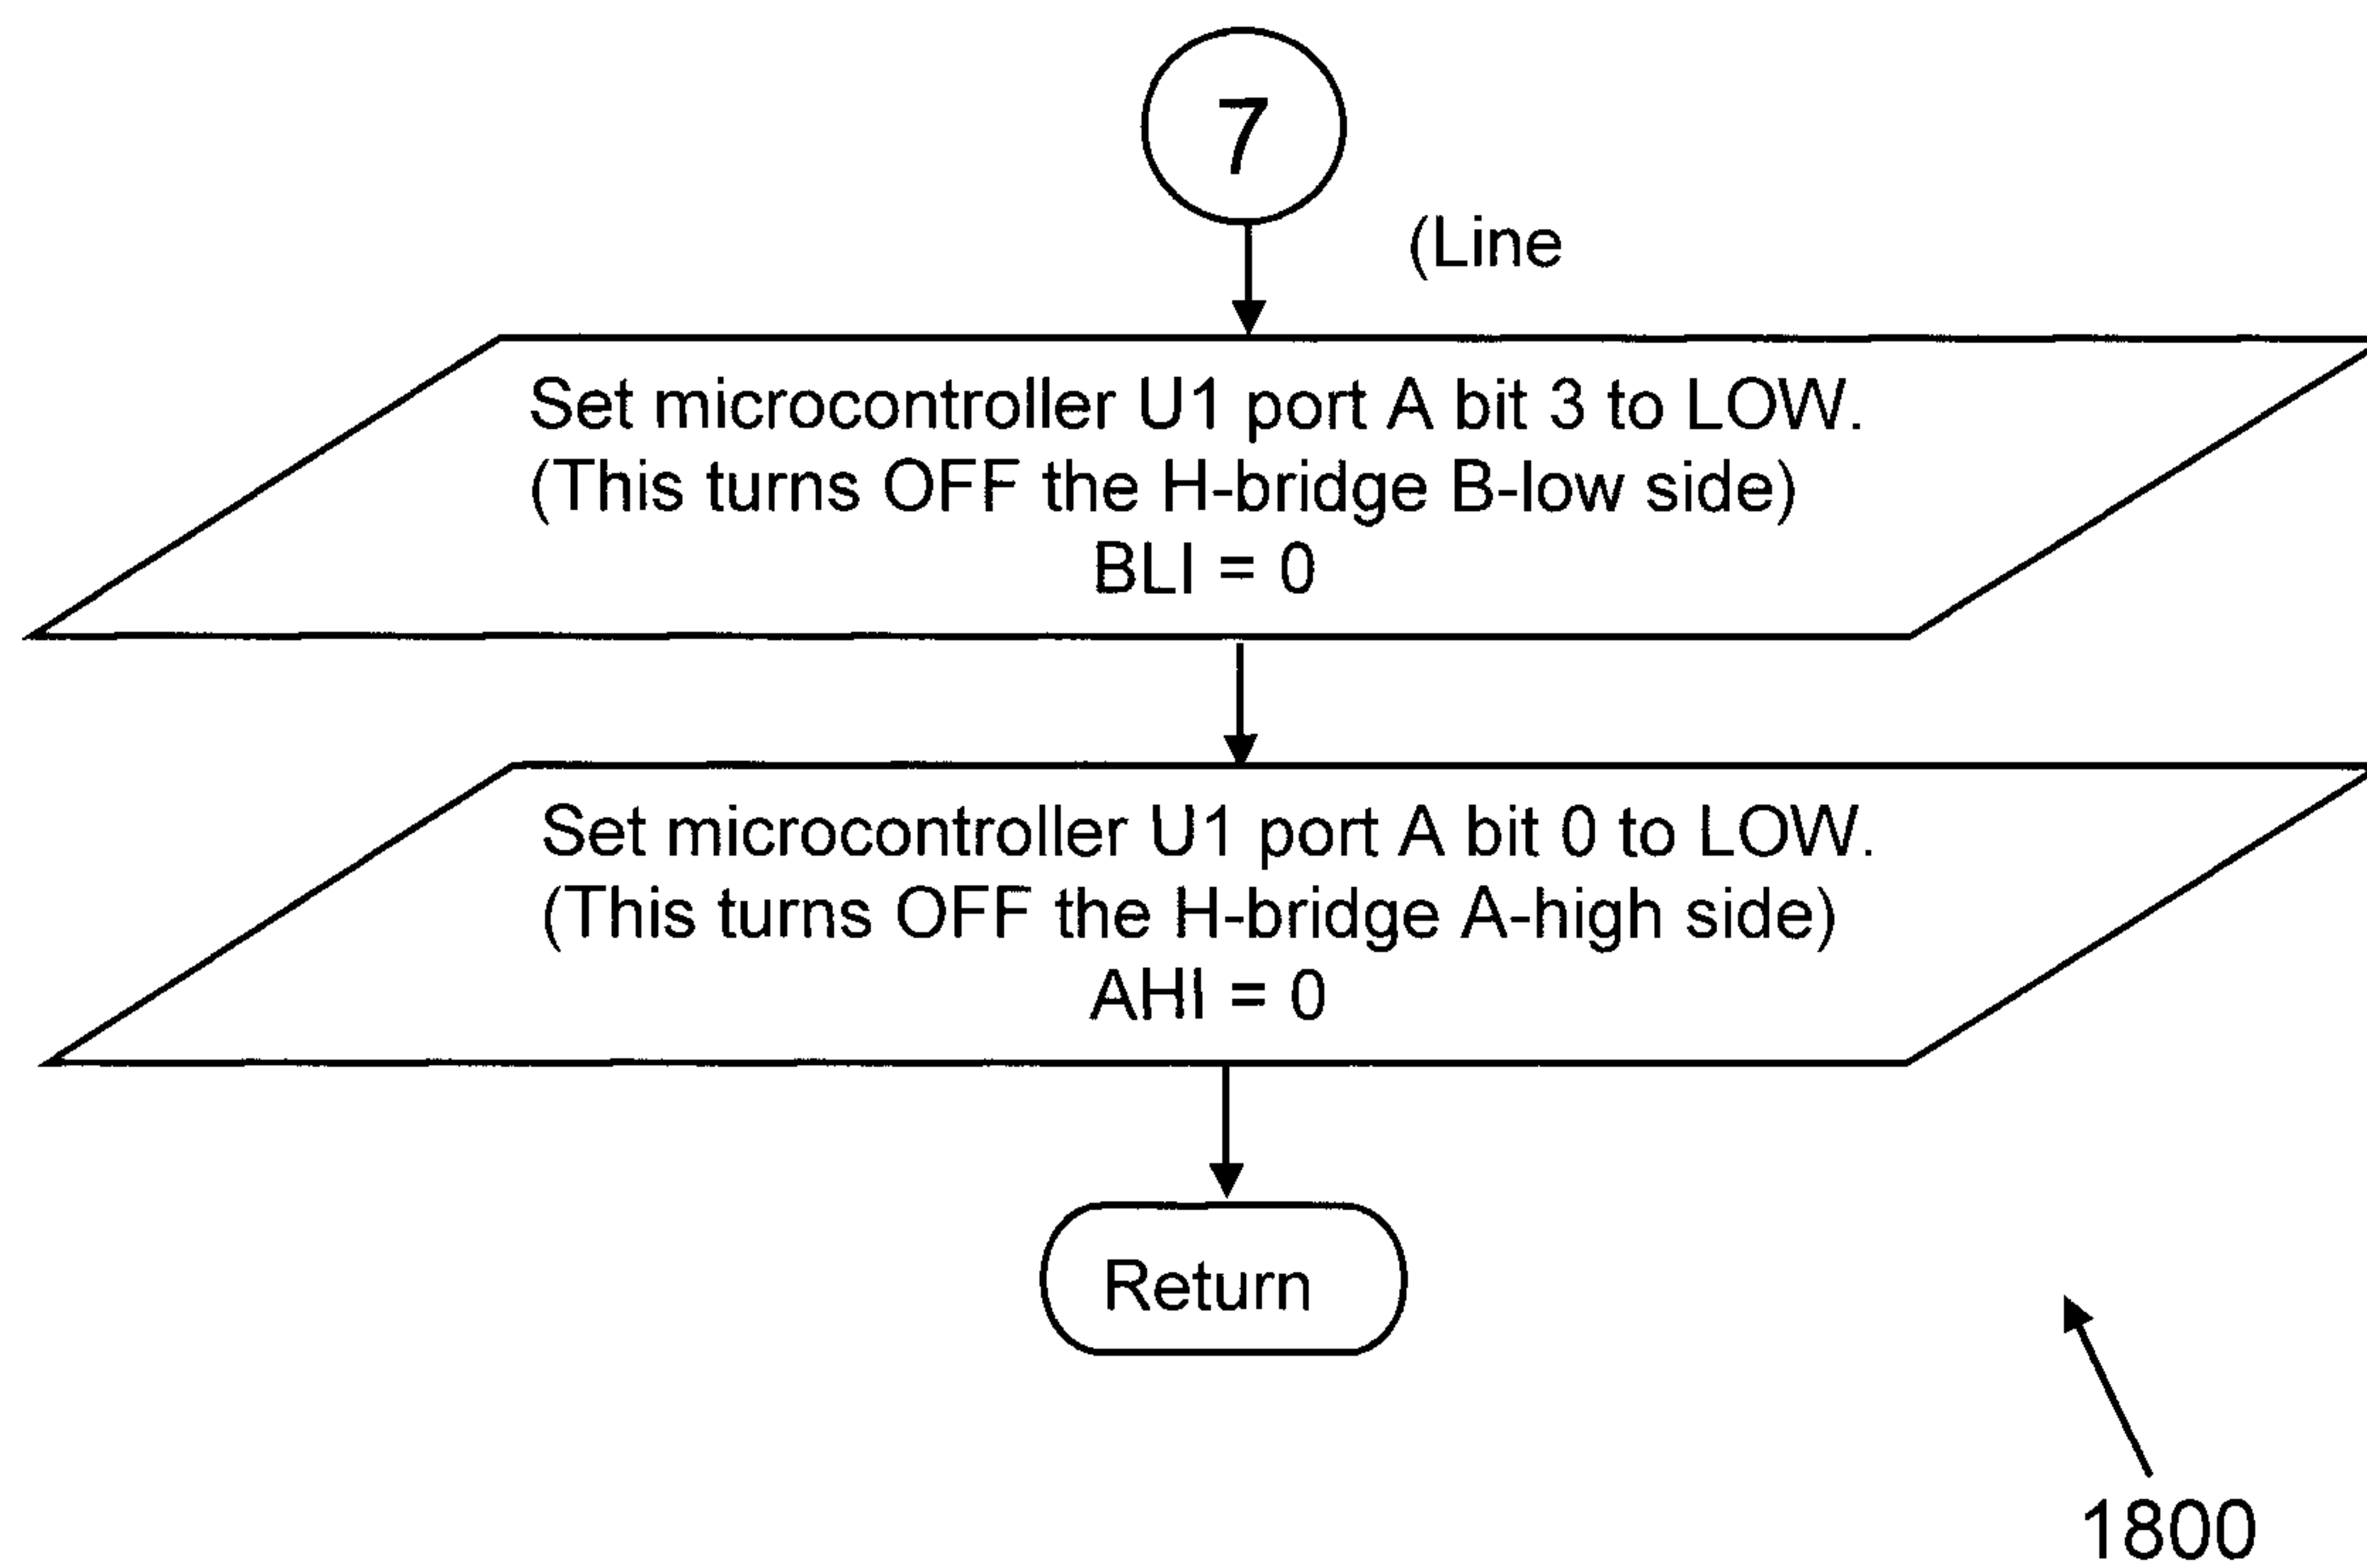 7
(Line
Set microcontroller U1 port A bit 3 to LOW.
(This turns OFF the H-bridge B-low side)
BLI = 0
Set microcontroller U1 port A bit 0 to LOW.
(This turns OFF the H-bridge A-high side)
AHI = 0
Return
1800